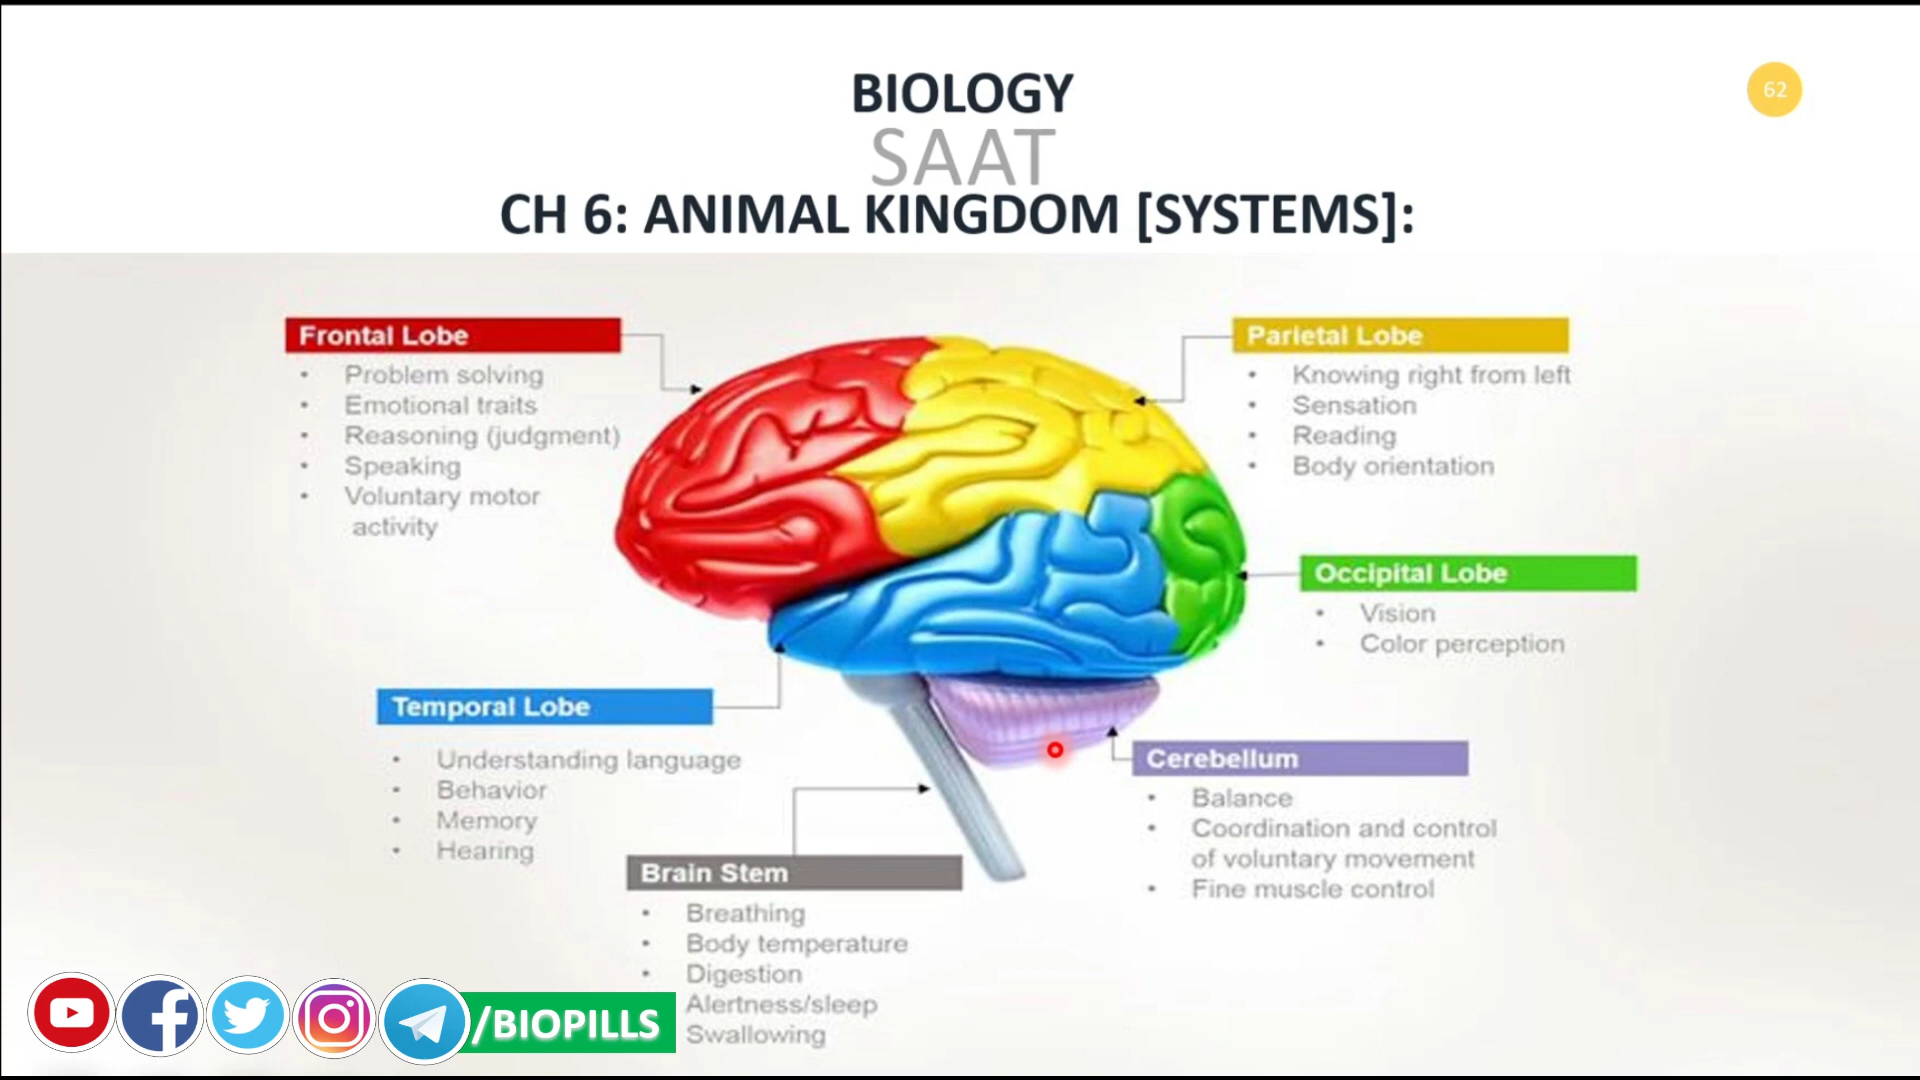 BIOLOGY
62
SAAT
CH 6: ANIMAL KINGDOM [SYSTEMS]:
Frontal Lobe
• Problem solving
• Emotional traits
• Reasoning (judgment)
• Speaking
• Voluntary motor
activity
Parietal Lobe
• Knowing right from left
• Sensation
• Reading
• Body orientation
Occipital Lobe
• Vision
• Color perception
Temporal Lobe
• Understanding language
• Behavior
• Memory
• Hearing
Cerebellum
• Balance
• Coordination and control
of voluntary movement
• Fine muscle control
Brain Stem
• Breathing
• Body temperature
• Digestion
Alertness/sleep
Swallowing
/BIOPILLS